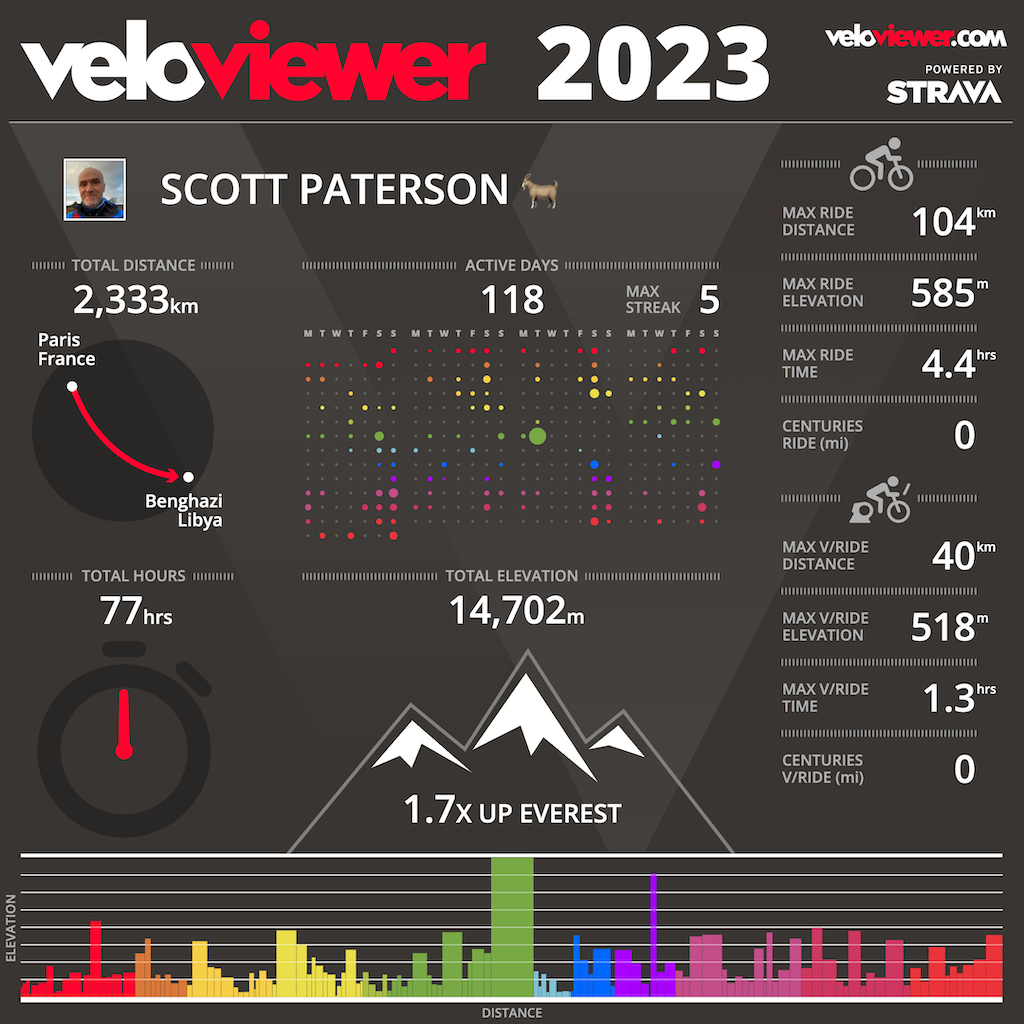 veloviewer 2023
veloviewer.com
POWERED BY
STRAVA
SCOTT PATERSON
TOTAL DISTANCE
2,333km
Paris
France
Benghazi
Libya
ACTIVE DAYS
118
MAX
STREAK 5
M T W T F S S M T W T F S S M T W T F S S M T W T F S S
TOTAL HOURS
77hrs
TOTAL ELEVATION
14,702m
1.7X UP EVEREST
MAX RIDE
DISTANCE 104km
MAX RIDE
ELEVATION 585m
MAX RIDE
TIME 4.4hrs
CENTURIES
RIDE (mi) 0
MAX V/RIDE
DISTANCE 40km
MAX V/RIDE
ELEVATION 518m
MAX V/RIDE
TIME 1.3hrs
CENTURIES
V/RIDE (mi) 0
ELEVATION
DISTANCE